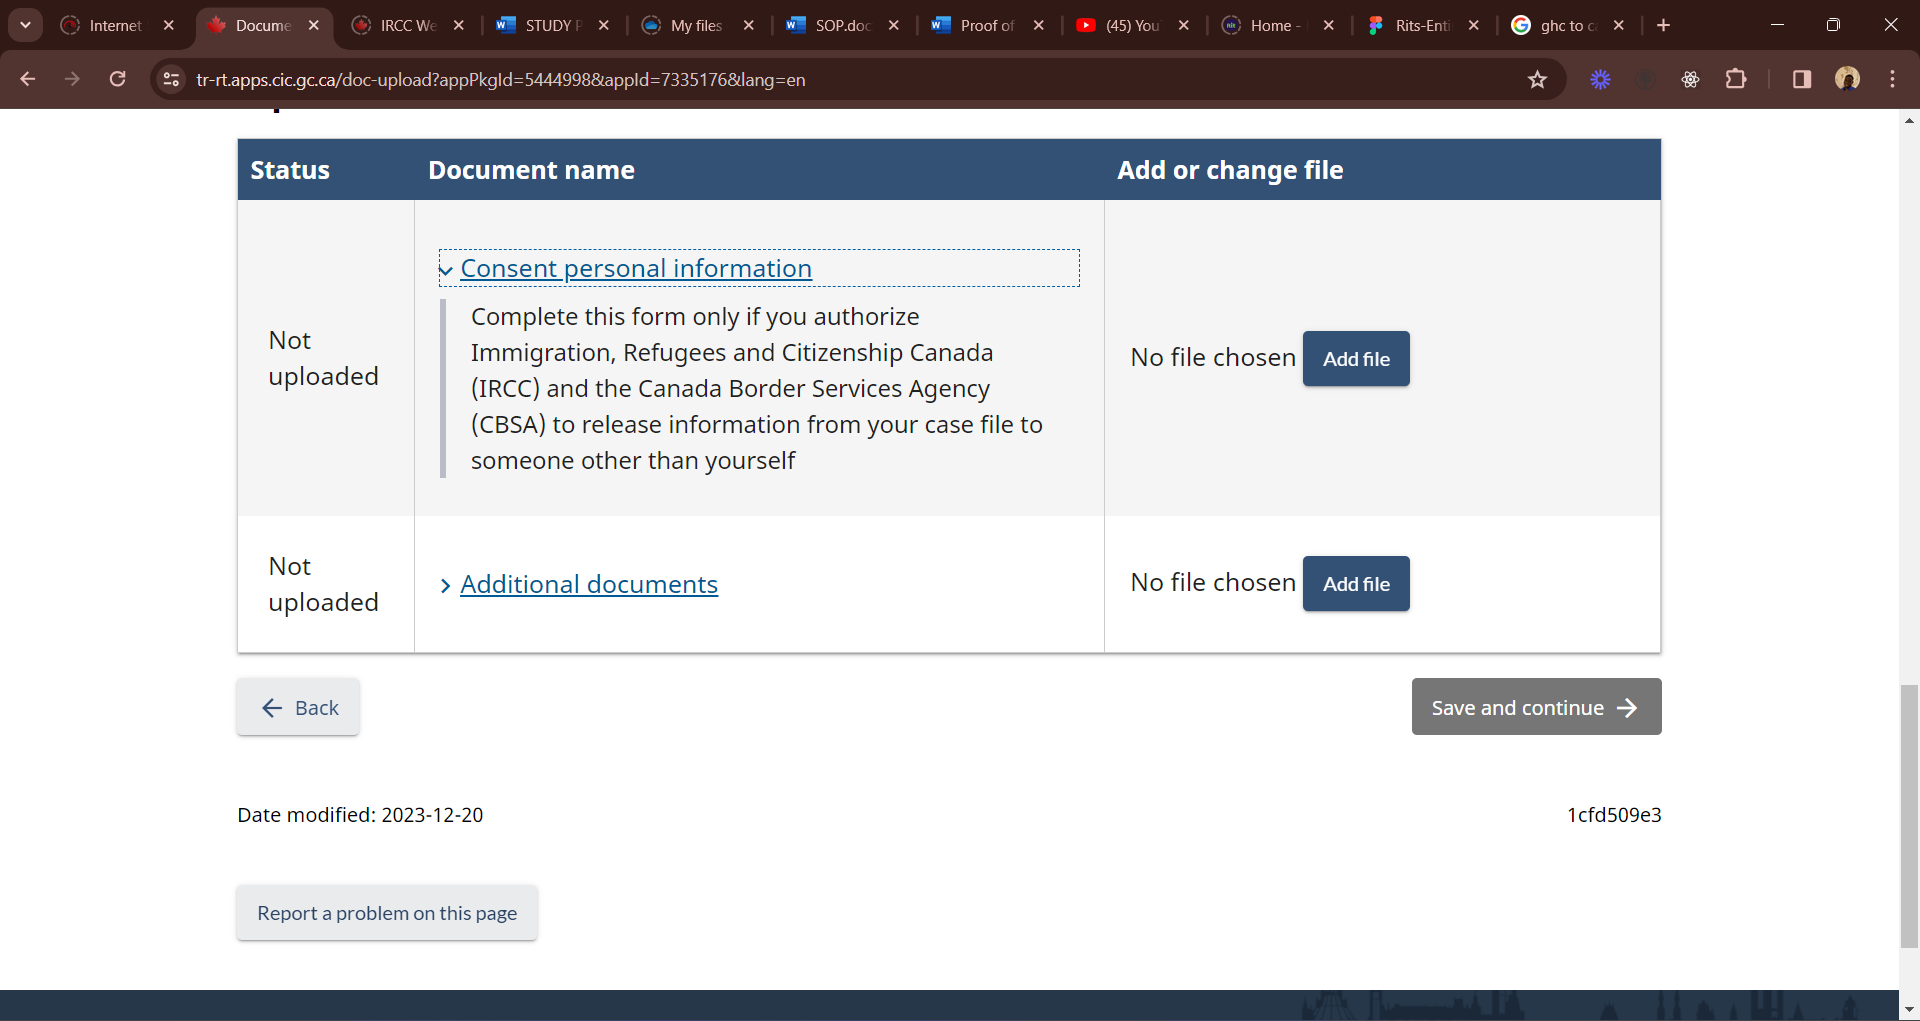 Internet
Docume
IRCC We
STUDY P
My files
SOP.doc
Proof of
(45) You
Home -
Rits-Enti
ghc to ca
tr-rt.apps.cic.gc.ca/doc-upload?appPkgId=5444998&appId=7335176&lang=en
Status
Document name
Add or change file
Not
uploaded
Consent personal information
Complete this form only if you authorize
Immigration, Refugees and Citizenship Canada
(IRCC) and the Canada Border Services Agency
(CBSA) to release information from your case file to
someone other than yourself
No file chosen
Add file
Not
uploaded
Additional documents
No file chosen
Add file
Back
Save and continue
Date modified: 2023-12-20
1cfd509e3
Report a problem on this page